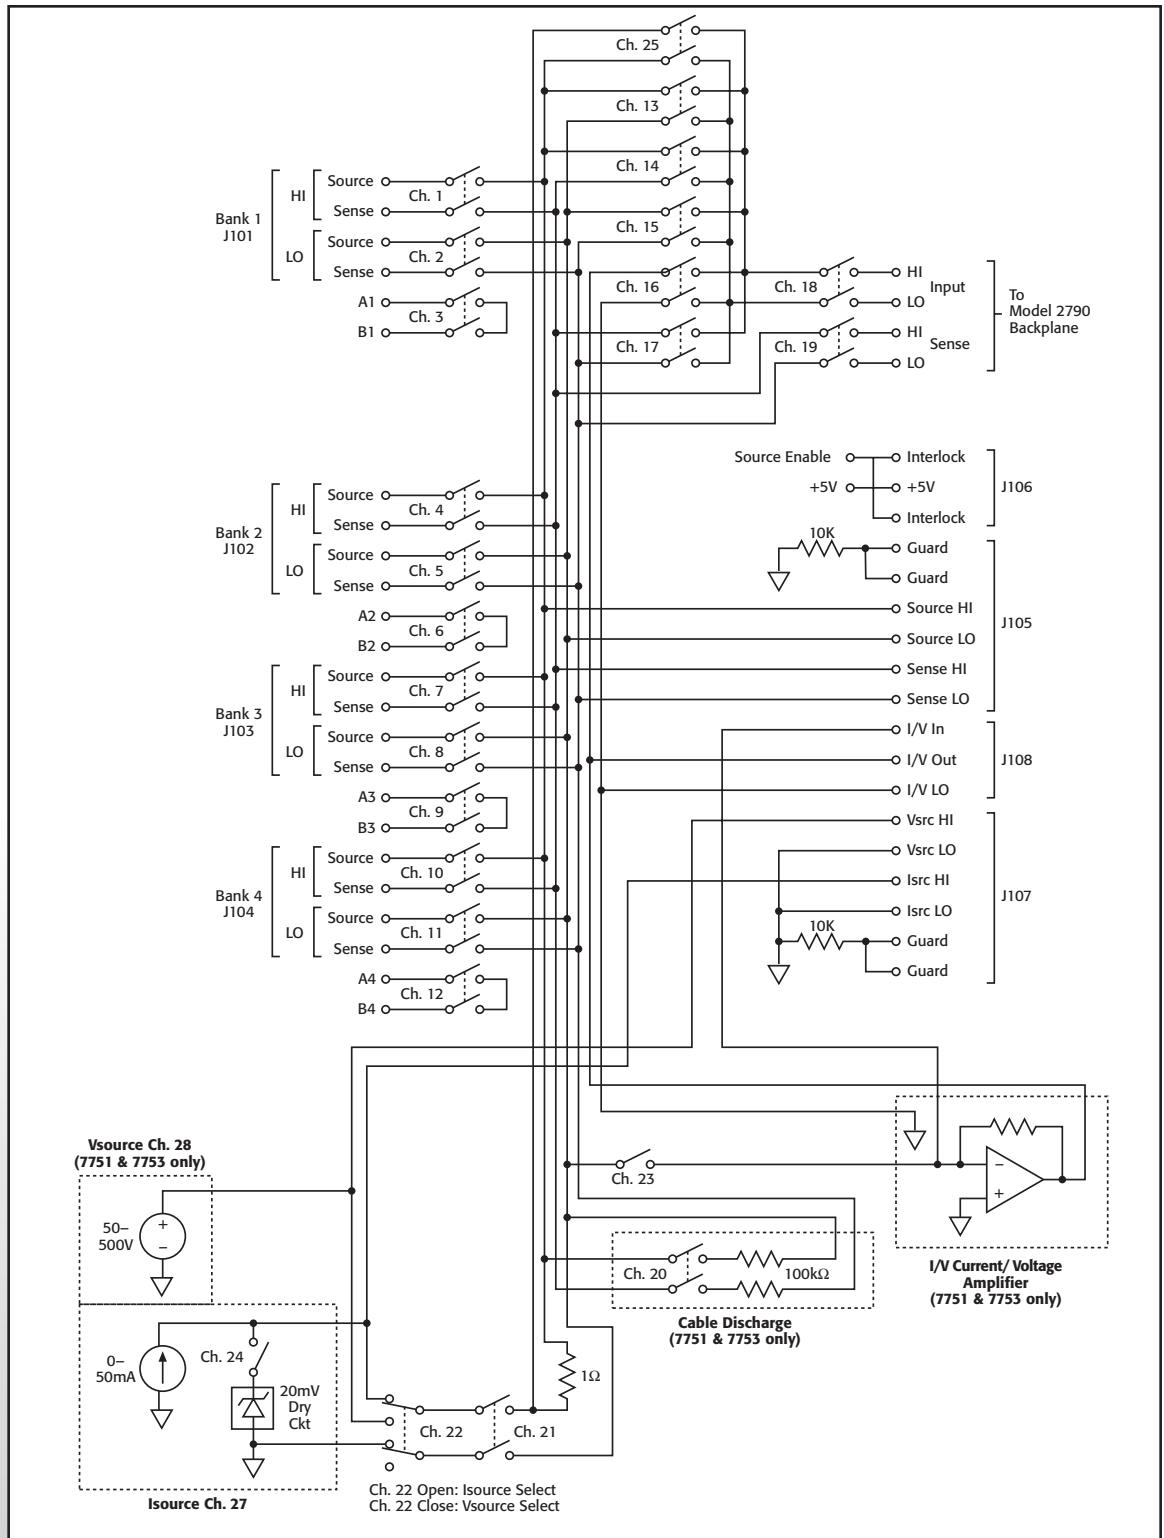 Ch. 25
Ch. 13
Ch. 14
Ch. 15
Ch. 16
Ch. 17
Ch. 18
Ch. 19
HI
Input
LO
HI
Sense
LO
To
Model 2790
Backplane
Bank 1
J101
HI
Source
Sense
LO
Source
Sense
Ch. 1
Ch. 2
A1
B1
Ch. 3
Bank 2
J102
HI
Source
Sense
LO
Source
Sense
Ch. 4
Ch. 5
A2
B2
Ch. 6
Bank 3
J103
HI
Source
Sense
LO
Source
Sense
Ch. 7
Ch. 8
A3
B3
Ch. 9
Bank 4
J104
HI
Source
Sense
LO
Source
Sense
Ch. 10
Ch. 11
A4
B4
Ch. 12
Source Enable
Interlock
+5V
+5V
Interlock
J106
10K
Guard
Guard
Source HI
Source LO
Sense HI
Sense LO
J105
I/V In
I/V Out
I/V LO
J108
Vsrc HI
Vsrc LO
Isrc HI
Isrc LO
10K
Guard
Guard
J107
Vsource Ch. 28
(7751 & 7753 only)
50–
500V
+
−
Ch. 23
−
+
I/V Current/ Voltage
Amplifier
(7751 & 7753 only)
Ch. 20
100kΩ
Cable Discharge
(7751 & 7753 only)
0–
50mA
Ch. 24
20mV
Dry
Ckt
Isource Ch. 27
1Ω
Ch. 22
Ch. 21
Ch. 22 Open: Isource Select
Ch. 22 Close: Vsource Select